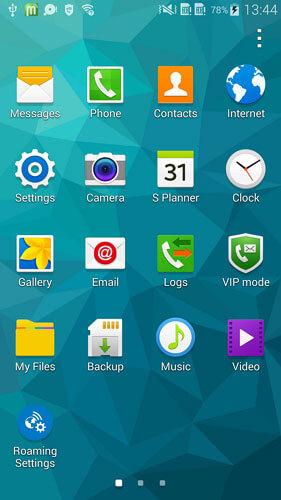 78% 13:44
Messages Phone Contacts Internet
31
Settings Camera S Planner Clock
@
Gallery Email Logs VIP mode
My Files Backup Music Video
Roaming
Settings